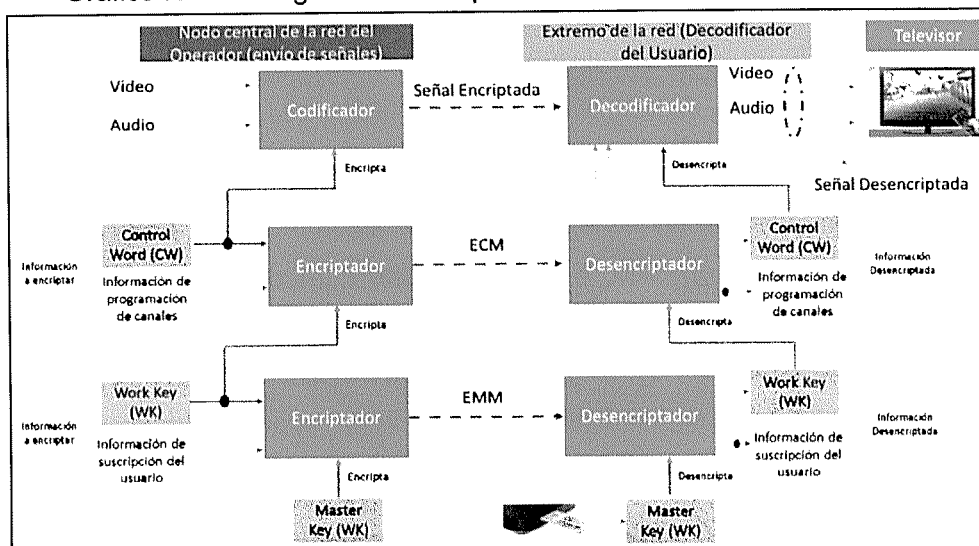 Nodo central de la red del
Operador (envío de señales)
Extremo de la red (Decodificador
del Usuario)
Televisor
Video
Audio
Codificador
Señal Encriptada
Decodificador
Video
Audio
Encripta
Desencripta
Señal Desencriptada
Control
Word (CW)
Información
a encriptar
Información de
programación
de canales
Encriptador
ECM
Desencriptador
Control
Word (CW)
Información de
programación
de canales
Información
Desencriptada
Encripta
Desencripta
Work Key
(WK)
Información
a encriptar
Información de
suscripción del
usuario
Encriptador
EMM
Desencriptador
Work Key
(WK)
Información de
suscripción del
usuario
Información
Desencriptada
Encripta
Desencripta
Master
Key (WK)
Master
Key (WK)